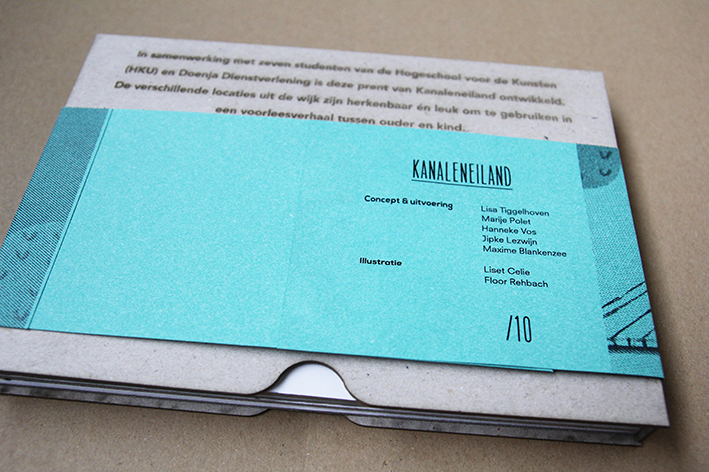 In samenwerking met zeven studenten van de Hogeschool voor de Kunsten
(HKU) en Doenja Dienstverlening is deze prent van Kanaleneiland ontwikkeld.
De verschillende locaties uit de wijk zijn herkenbaar én leuk om te gebruiken in
een voorleesverhaal tussen ouder en kind.
KANALENEILAND
Concept & uitvoering
Lisa Tiggelhoven
Marije Polet
Hanneke Vos
Jipke Lezwijn
Maxime Blankenzee
Illustratie
Liset Celie
Floor Rehbach
/10